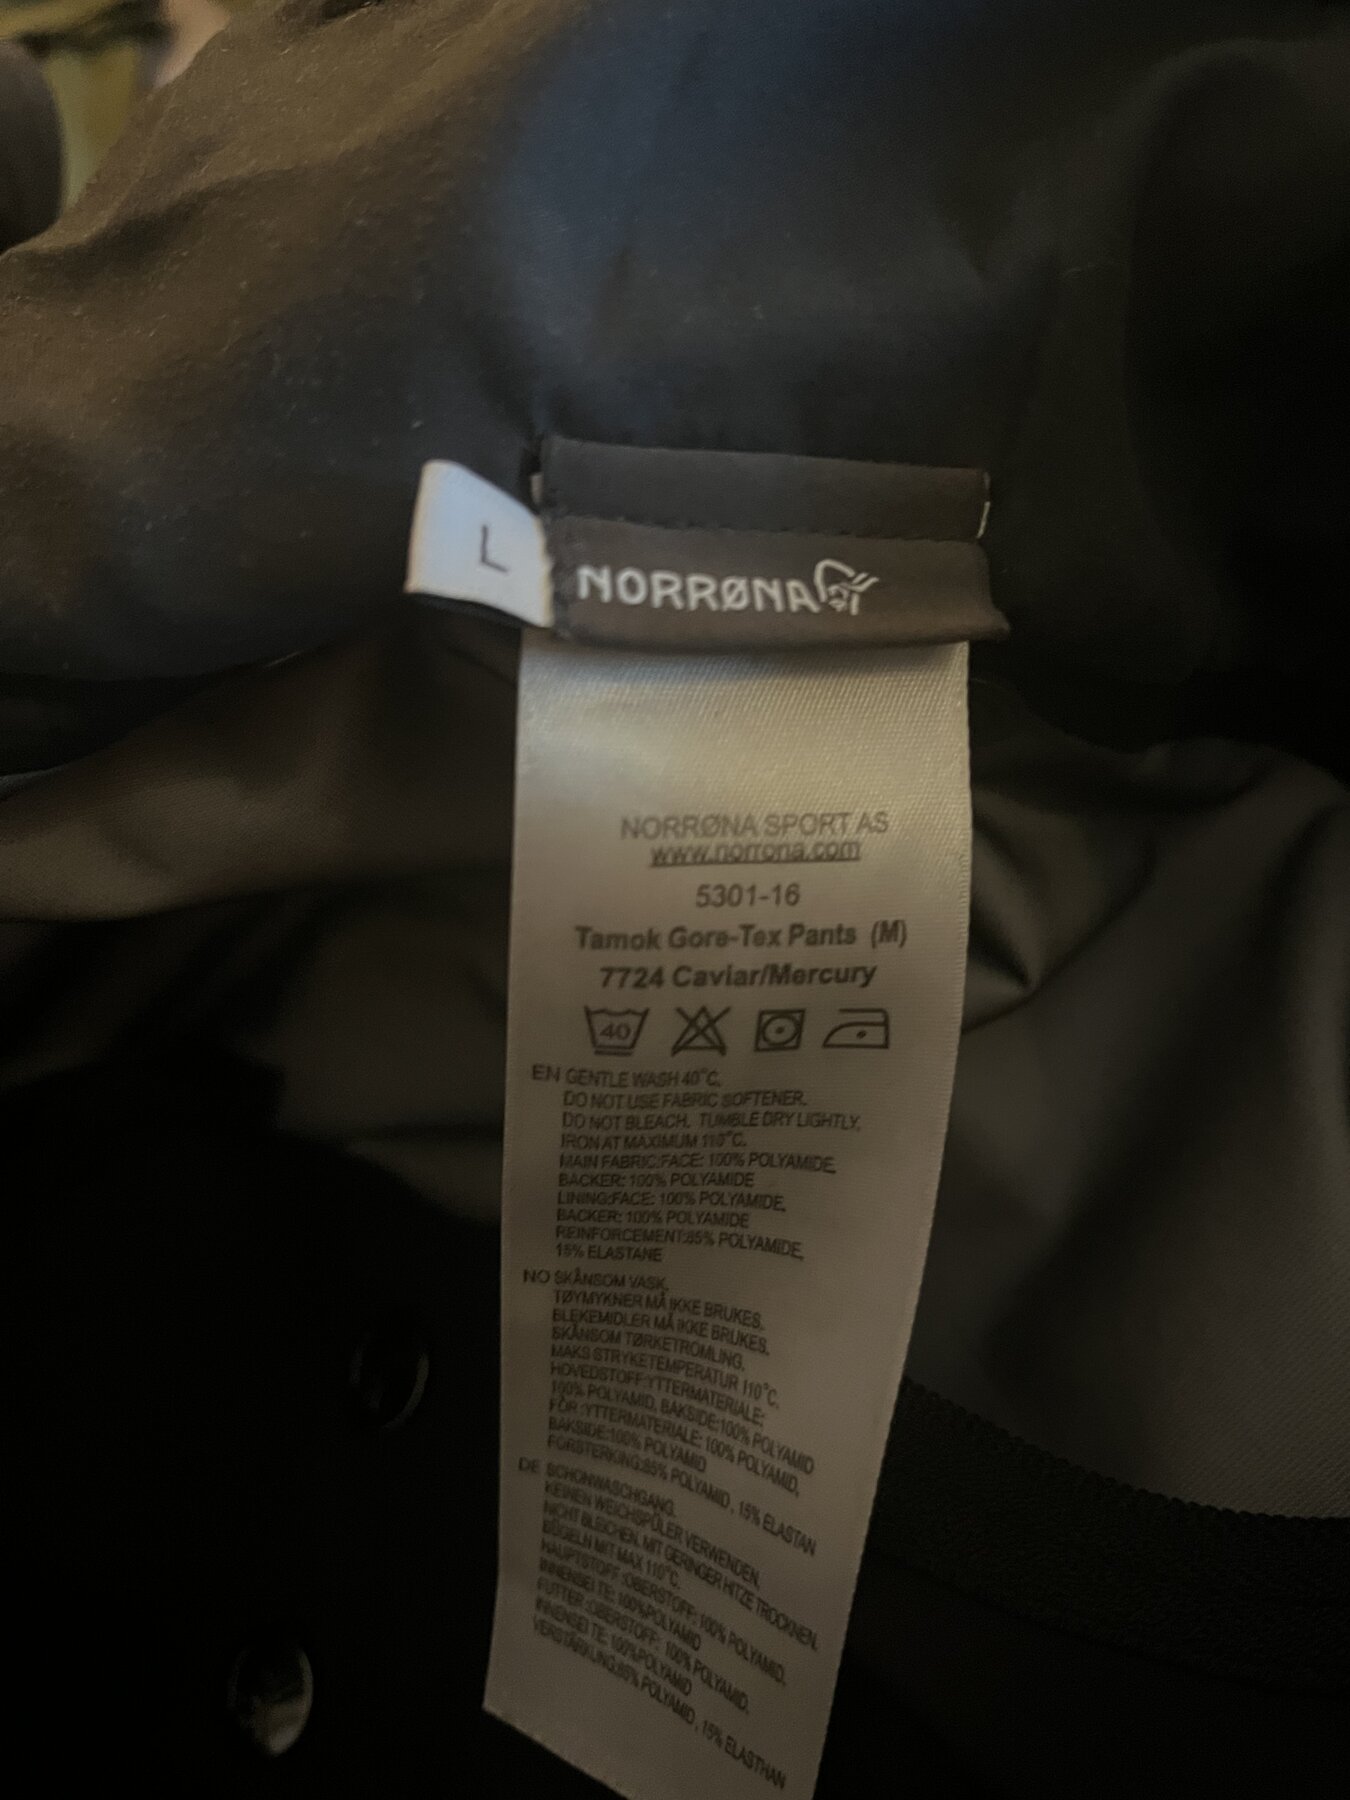 L
NORRØNA
NORRØNA SPORT AS
www.norrona.com
5301-16
Tamok Gore-Tex Pants (M)
7724 Caviar/Mercury
40
EN GENTLE WASH 40°C.
DO NOT USE FABRIC SOFTENER.
DO NOT BLEACH. TUMBLE DRY LIGHTLY.
IRON AT MAXIMUM 110°C.
MAIN FABRIC:FACE: 100% POLYAMIDE,
BACKER: 100% POLYAMIDE
LINING:FACE: 100% POLYAMIDE,
BACKER: 100% POLYAMIDE
REINFORCEMENT:85% POLYAMIDE,
15% ELASTANE
NO SKÅNSOM VASK.
TØYMYKNER MÅ IKKE BRUKES.
BLEKEMIDLER MÅ IKKE BRUKES.
SKÅNSOM TØRKETROMLING.
MAKS STRYKETEMPERATUR 110°C.
HOVEDSTOFF:YTTERMATERIALE:
100% POLYAMID, BAKSIDE:100% POLYAMID
FÔR :YTTERMATERIALE: 100% POLYAMID,
BAKSIDE:100% POLYAMID
FORSTERKING:85% POLYAMID, 15% ELASTAN
DE SCHONWASCHGANG.
KEINEN WEICHSPÜLER VERWENDEN.
NICHT BLEICHEN. MIT GERINGER HITZE TROCKNEN.
BÜGELN MIT MAX 110°C.
HAUPTSTOFF :OBERSTOFF: 100% POLYAMID,
INNENSEITE: 100%POLYAMID
FUTTER :OBERSTOFF: 100% POLYAMID,
INNENSEITE: 100%POLYAMID
VERSTÄRKUNG:85% POLYAMID, 15% ELASTHAN